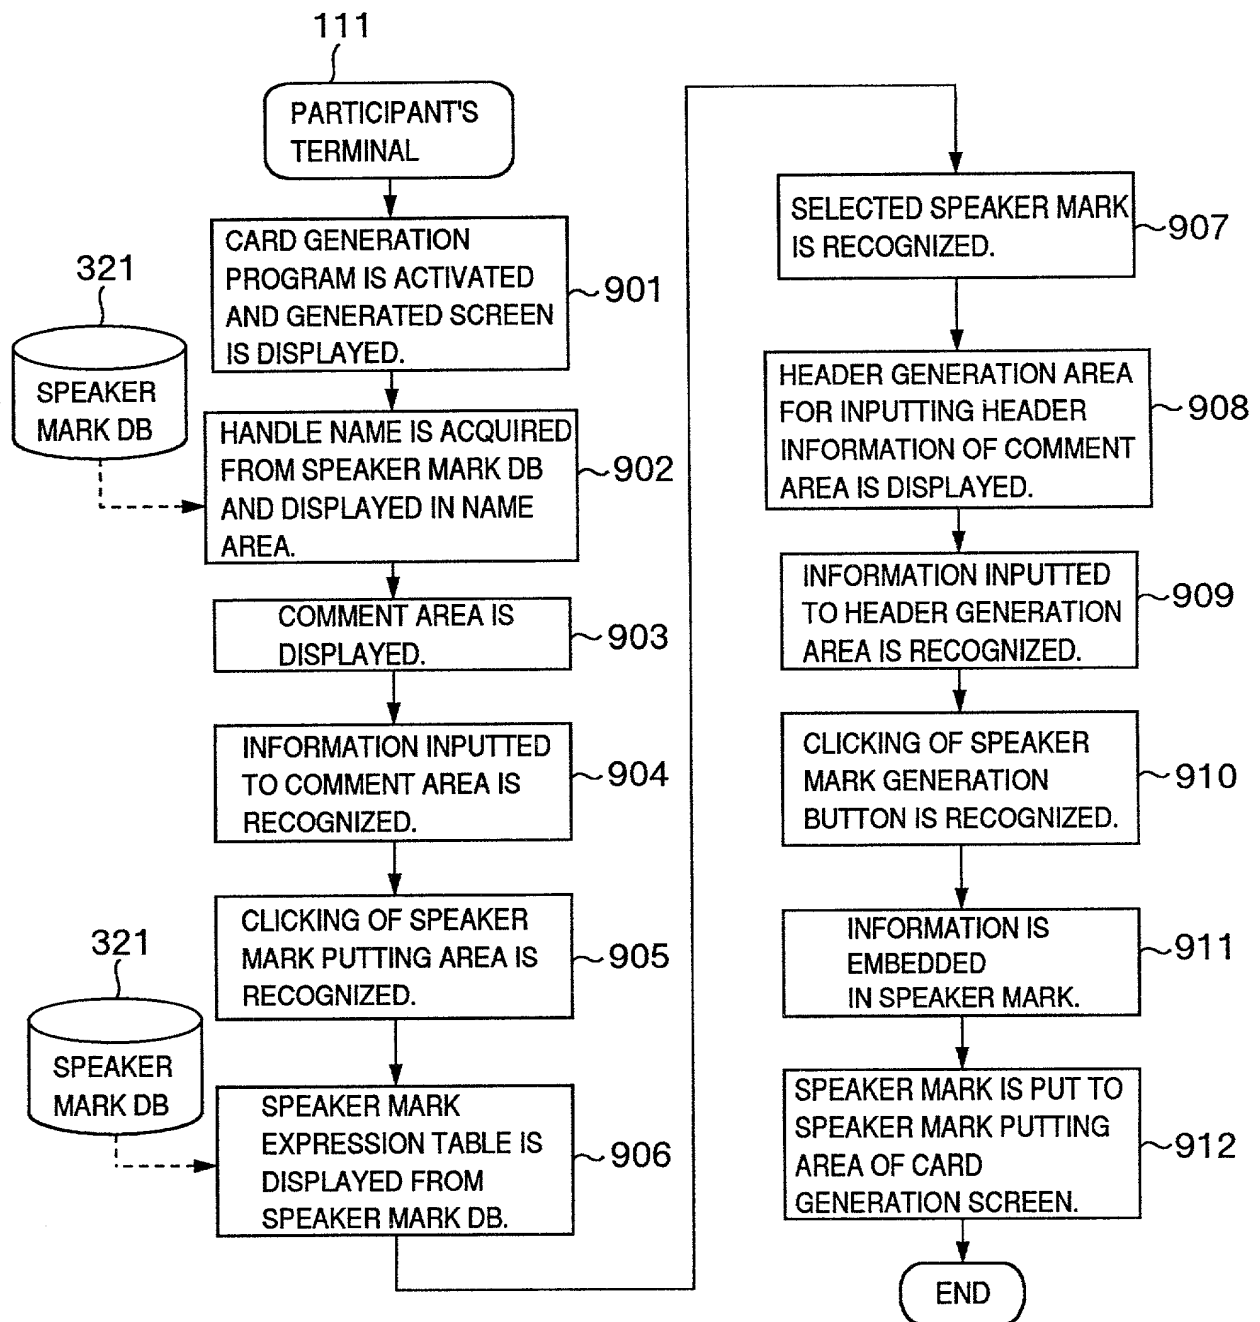 111
PARTICIPANT'S
TERMINAL
CARD GENERATION
PROGRAM IS ACTIVATED
AND GENERATED SCREEN
IS DISPLAYED.
901
321
SPEAKER
MARK DB
HANDLE NAME IS ACQUIRED
FROM SPEAKER MARK DB
AND DISPLAYED IN NAME
AREA.
902
COMMENT AREA IS
DISPLAYED.
903
INFORMATION INPUTTED
TO COMMENT AREA IS
RECOGNIZED.
904
CLICKING OF SPEAKER
MARK PUTTING AREA IS
RECOGNIZED.
905
321
SPEAKER
MARK DB
SPEAKER MARK
EXPRESSION TABLE IS
DISPLAYED FROM
SPEAKER MARK DB.
906
SELECTED SPEAKER MARK
IS RECOGNIZED.
907
HEADER GENERATION AREA
FOR INPUTTING HEADER
INFORMATION OF COMMENT
AREA IS DISPLAYED.
908
INFORMATION INPUTTED
TO HEADER GENERATION
AREA IS RECOGNIZED.
909
CLICKING OF SPEAKER
MARK GENERATION
BUTTON IS RECOGNIZED.
910
INFORMATION IS
EMBEDDED
IN SPEAKER MARK.
911
SPEAKER MARK IS PUT TO
SPEAKER MARK PUTTING
AREA OF CARD
GENERATION SCREEN.
912
END